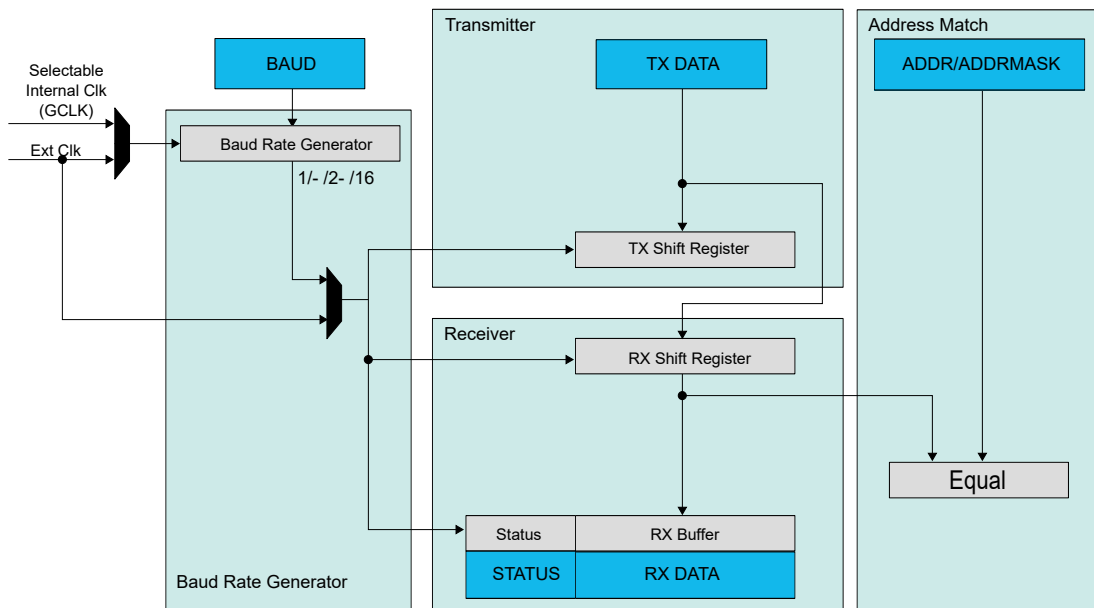 Transmitter
Address Match
BAUD
TX DATA
ADDR/ADDRMASK
Selectable
Internal Clk
(GCLK)
Ext Clk
Baud Rate Generator
1/- /2- /16
TX Shift Register
Receiver
RX Shift Register
Equal
Status
RX Buffer
STATUS
RX DATA
Baud Rate Generator